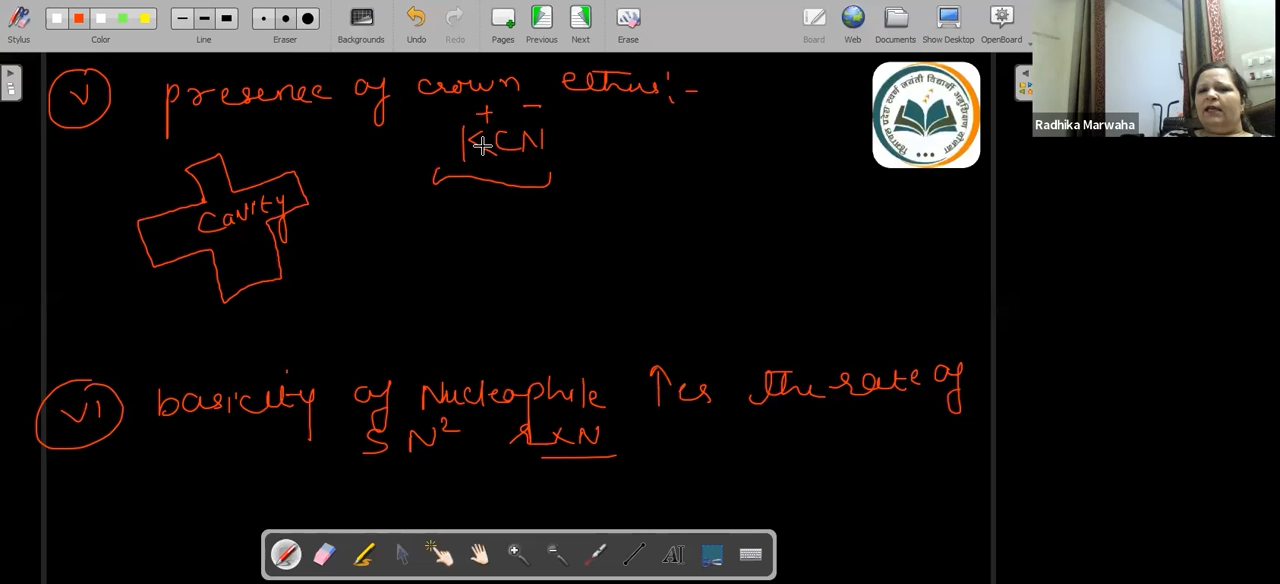 Stylus
Color
Line
Eraser
Backgrounds
Undo
Redo
Pages
Previous
Next
Erase
Board
Web
Documents
Show Desktop
OpenBoard
V presence of crown ethers:-
+ −
KCN
Cavity
Radhika Marwaha
VI basicity of Nucleophile ↑es the rate of
SN² rxN
AI